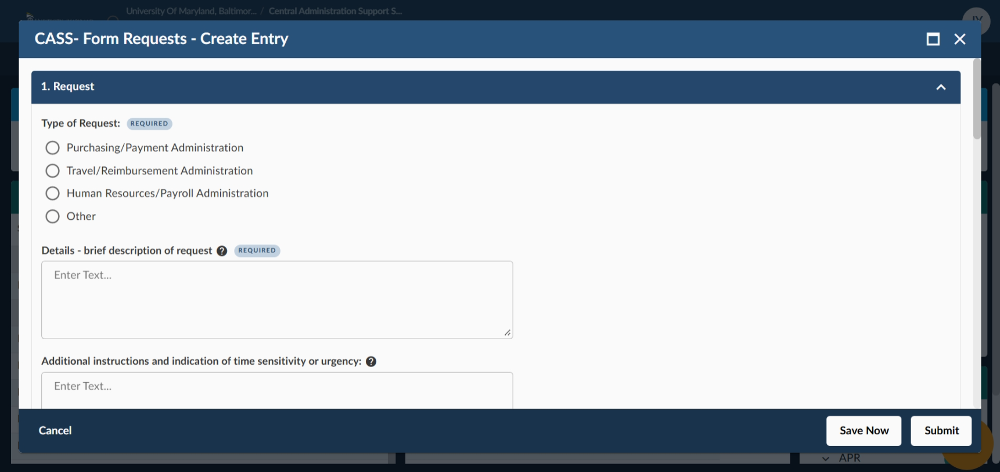 University Of Maryland, Baltimor... / Central Administration Support S...
CASS- Form Requests - Create Entry
1. Request
Type of Request: REQUIRED
Purchasing/Payment Administration
Travel/Reimbursement Administration
Human Resources/Payroll Administration
Other
Details - brief description of request ? REQUIRED
Enter Text...
Additional instructions and indication of time sensitivity or urgency: ?
Enter Text...
Cancel
Save Now
Submit
APR